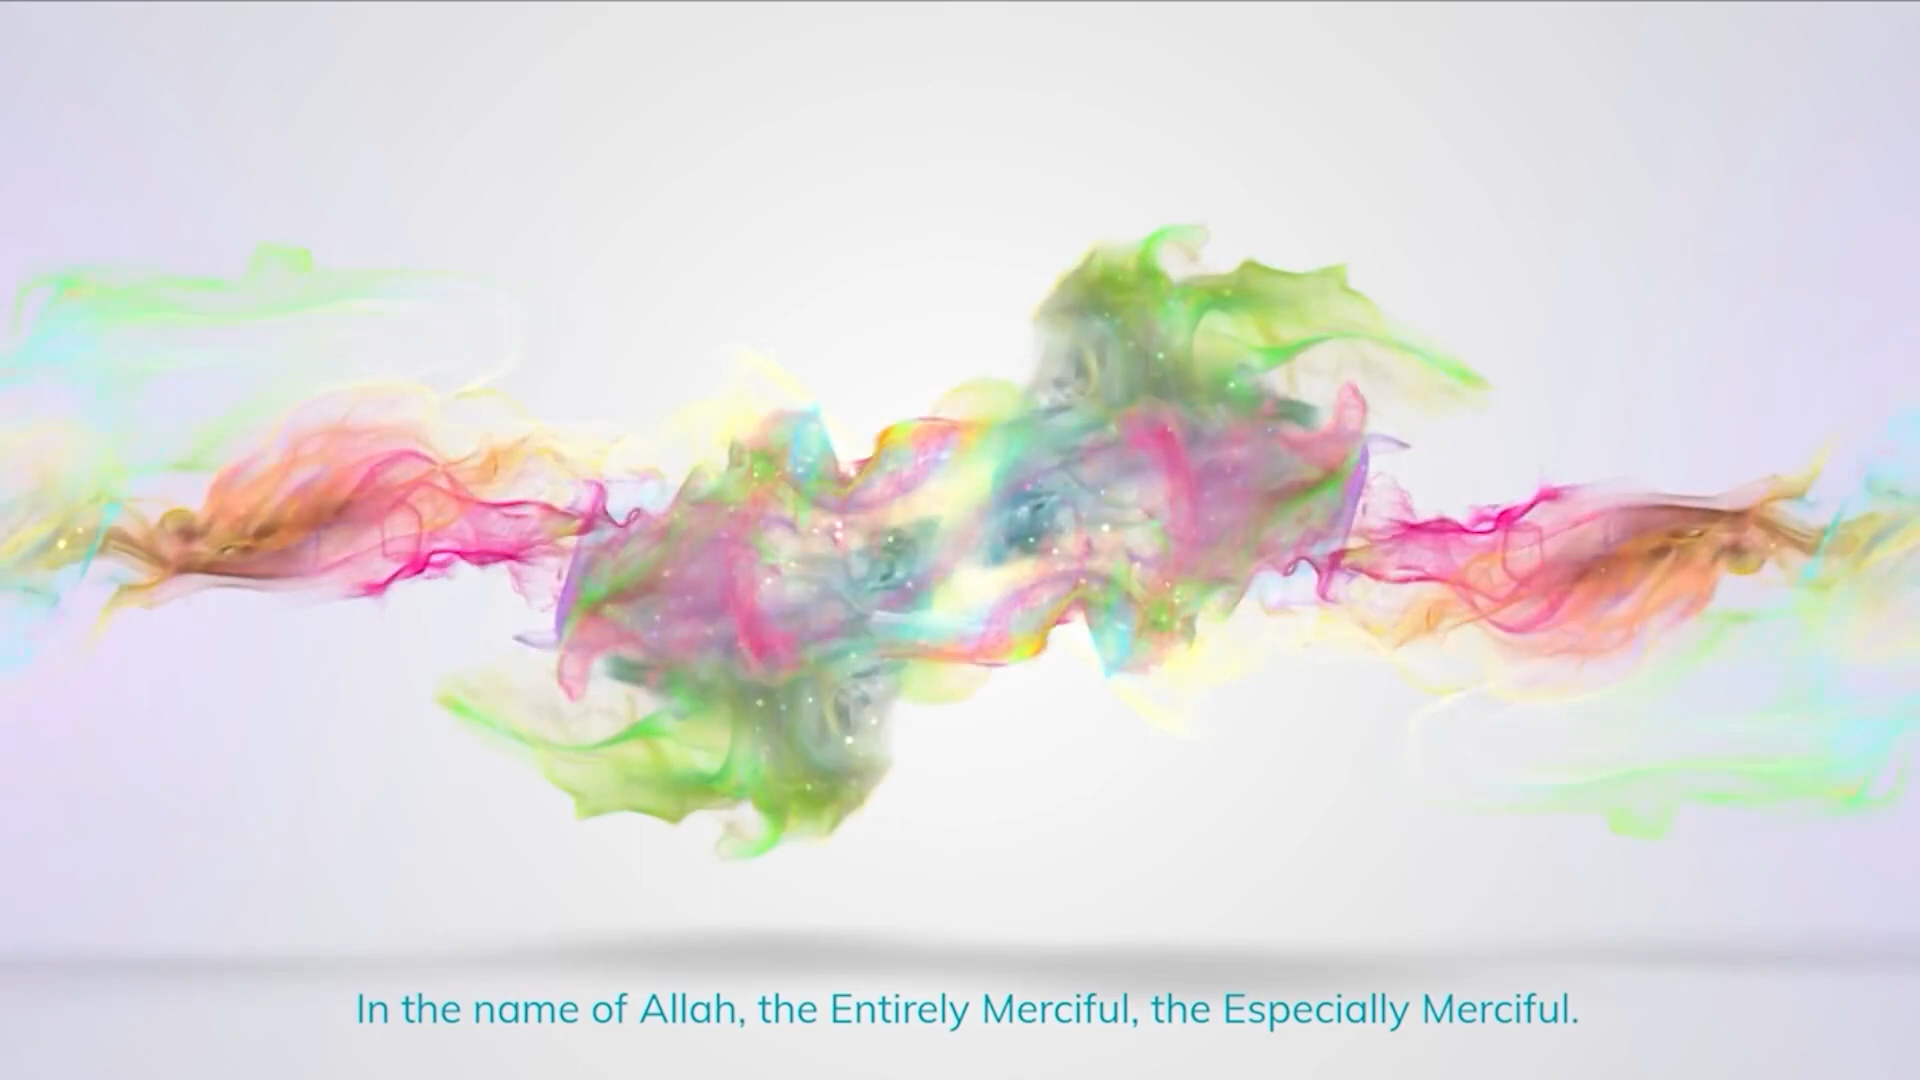 In the name of Allah, the Entirely Merciful, the Especially Merciful.